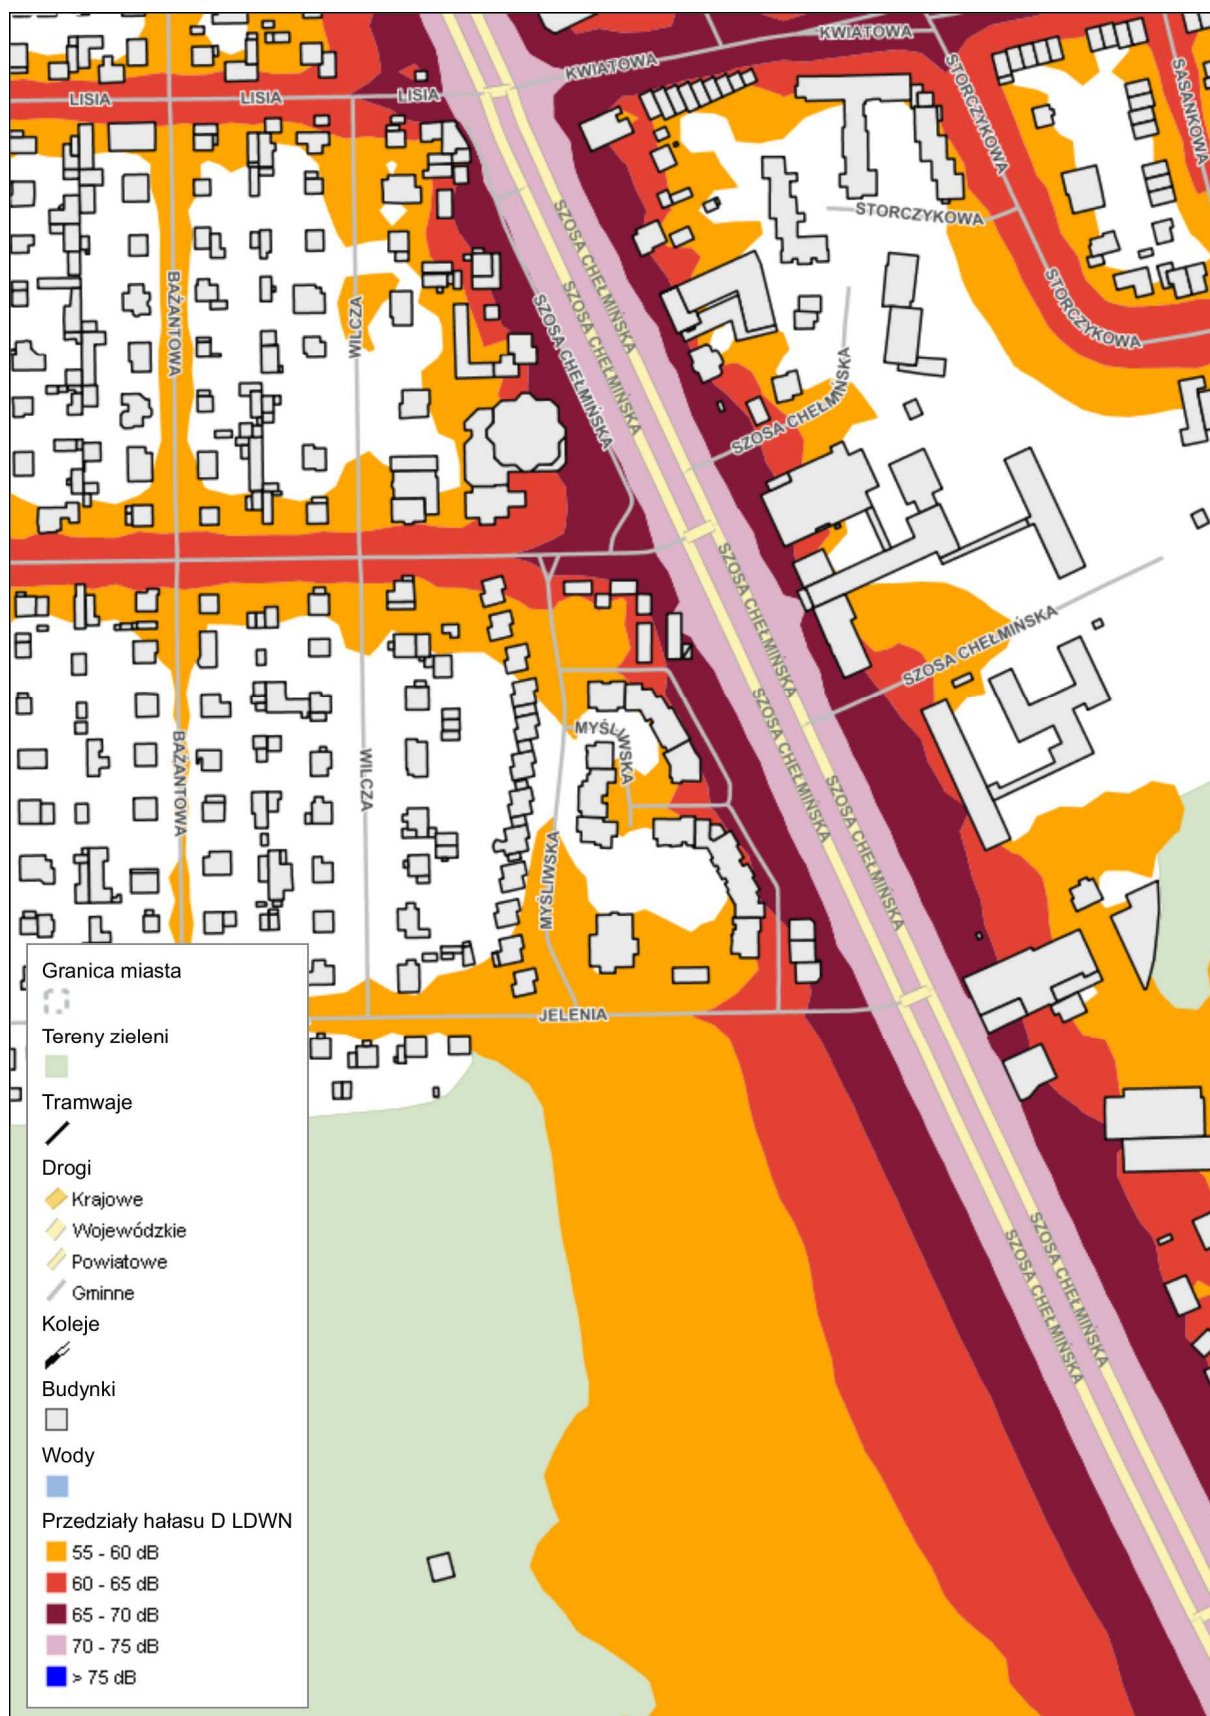 KWIATOWA
KWIATOWA
LISIA
LISIA
LISIA
STORCZYKOWA
SASANKOWA
STORCZYKOWA
STORCZYKOWA
BAŻANTOWA
WILCZA
SZOSA CHEŁMIŃSKA
SZOSA CHEŁMIŃSKA
SZOSA CHEŁMIŃSKA
SZOSA CHEŁMIŃSKA
SZOSA CHEŁMIŃSKA
SZOSA CHEŁMIŃSKA
SZOSA CHEŁMIŃSKA
MYŚLIWSKA
BAŻANTOWA
WILCZA
SZOSA CHEŁMIŃSKA
MYŚLIWSKA
JELENIA
SZOSA CHEŁMIŃSKA
SZOSA CHEŁMIŃSKA
Granica miasta
Tereny zieleni
Tramwaje
Drogi
Krajowe
Wojewódzkie
Powiatowe
Gminne
Koleje
Budynki
Wody
Przedziały hałasu D LDWN
55 - 60 dB
60 - 65 dB
65 - 70 dB
70 - 75 dB
> 75 dB